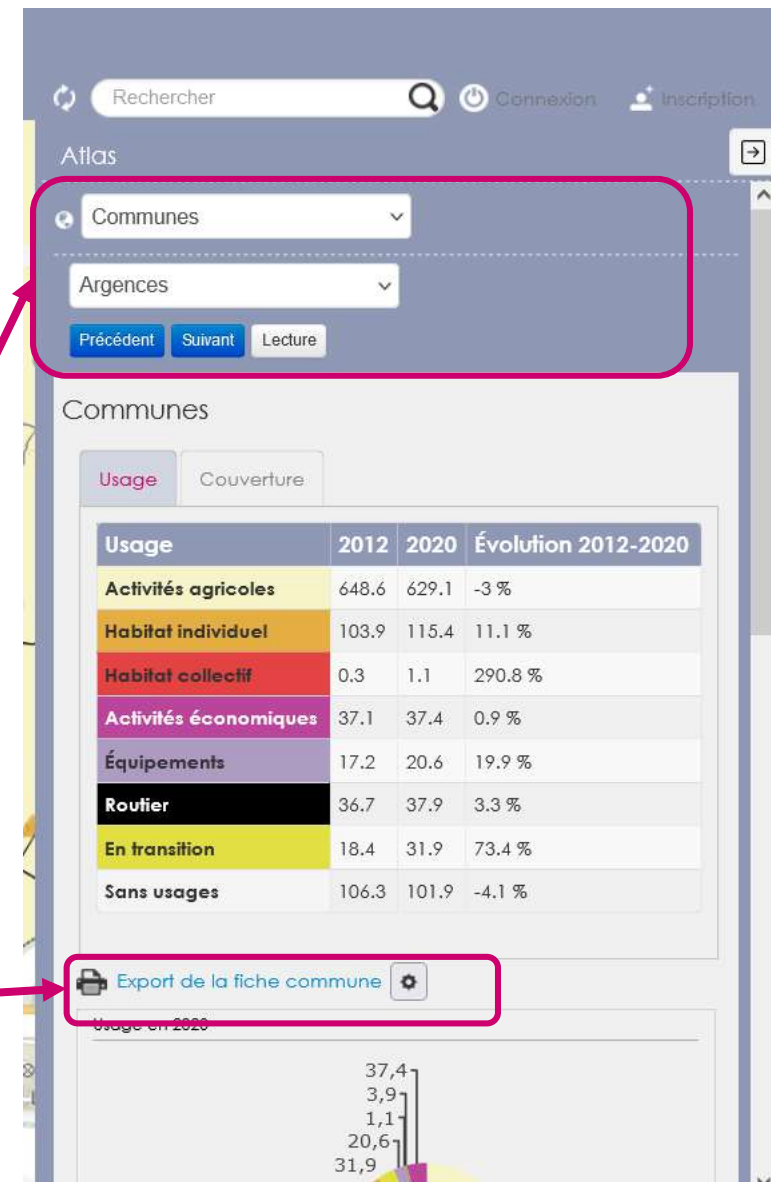 Rechercher Connexion Inscription
Atlas
Communes
Argences
Précédent Suivant Lecture
Communes
Usage Couverture
Usage 2012 2020 Évolution 2012-2020
Activités agricoles 648.6 629.1 -3 %
Habitat individuel 103.9 115.4 11.1 %
Habitat collectif 0.3 1.1 290.8 %
Activités économiques 37.1 37.4 0.9 %
Équipements 17.2 20.6 19.9 %
Routier 36.7 37.9 3.3 %
En transition 18.4 31.9 73.4 %
Sans usages 106.3 101.9 -4.1 %
Export de la fiche commune
Usage en 2020
37,4
3,9
1,1
20,6
31,9